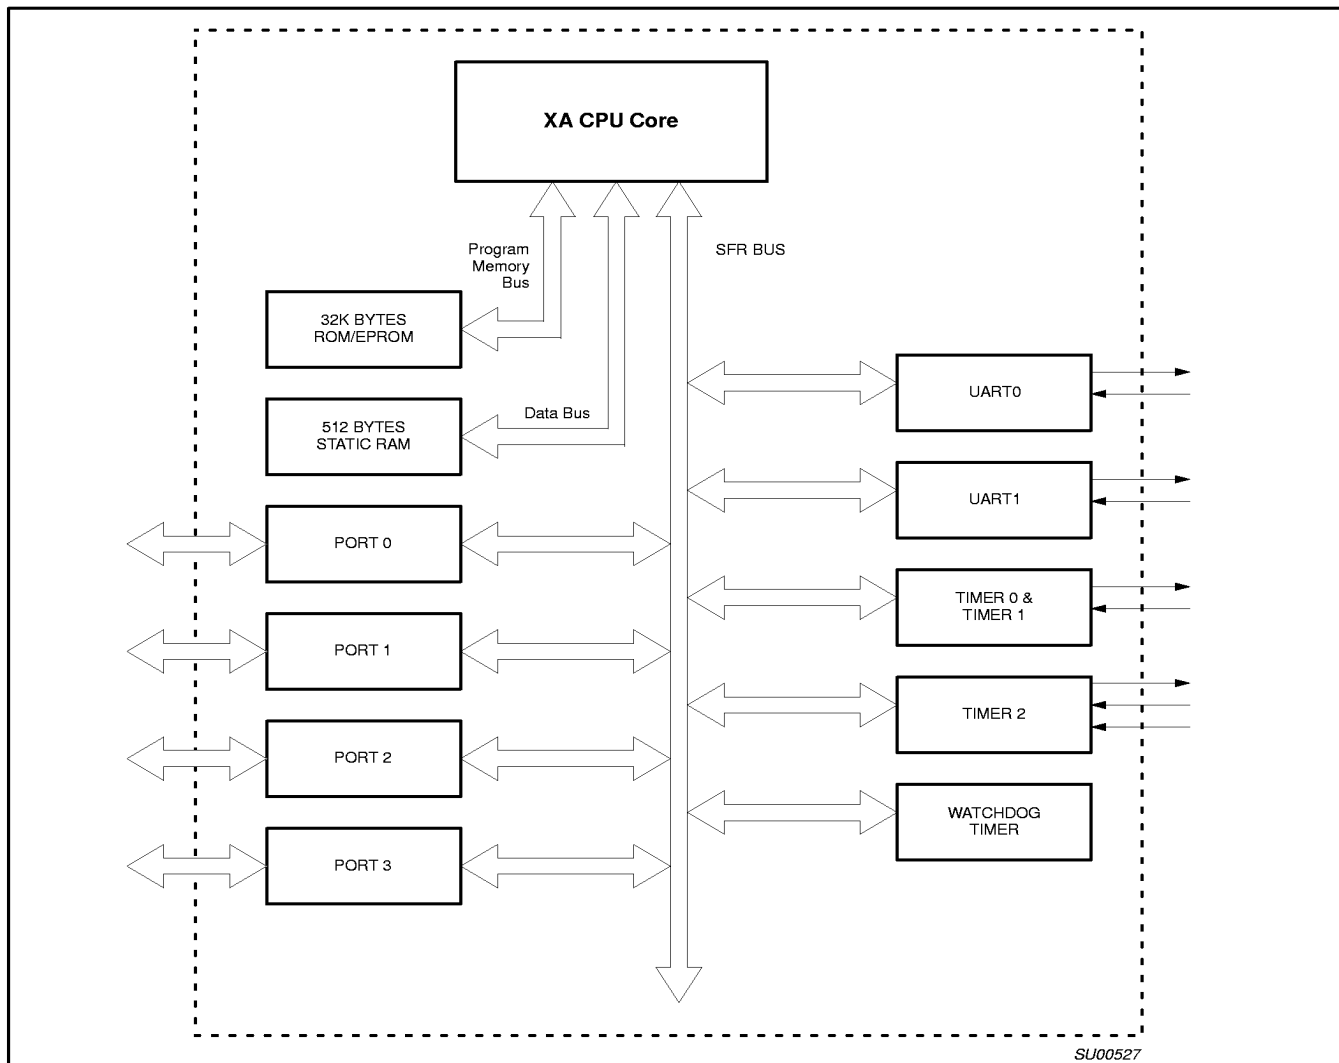 XA CPU Core
Program
Memory
Bus
SFR BUS
32K BYTES
ROM/EPROM
Data Bus
512 BYTES
STATIC RAM
PORT 0
PORT 1
PORT 2
PORT 3
UART0
UART1
TIMER 0 &
TIMER 1
TIMER 2
WATCHDOG
TIMER
SU00527